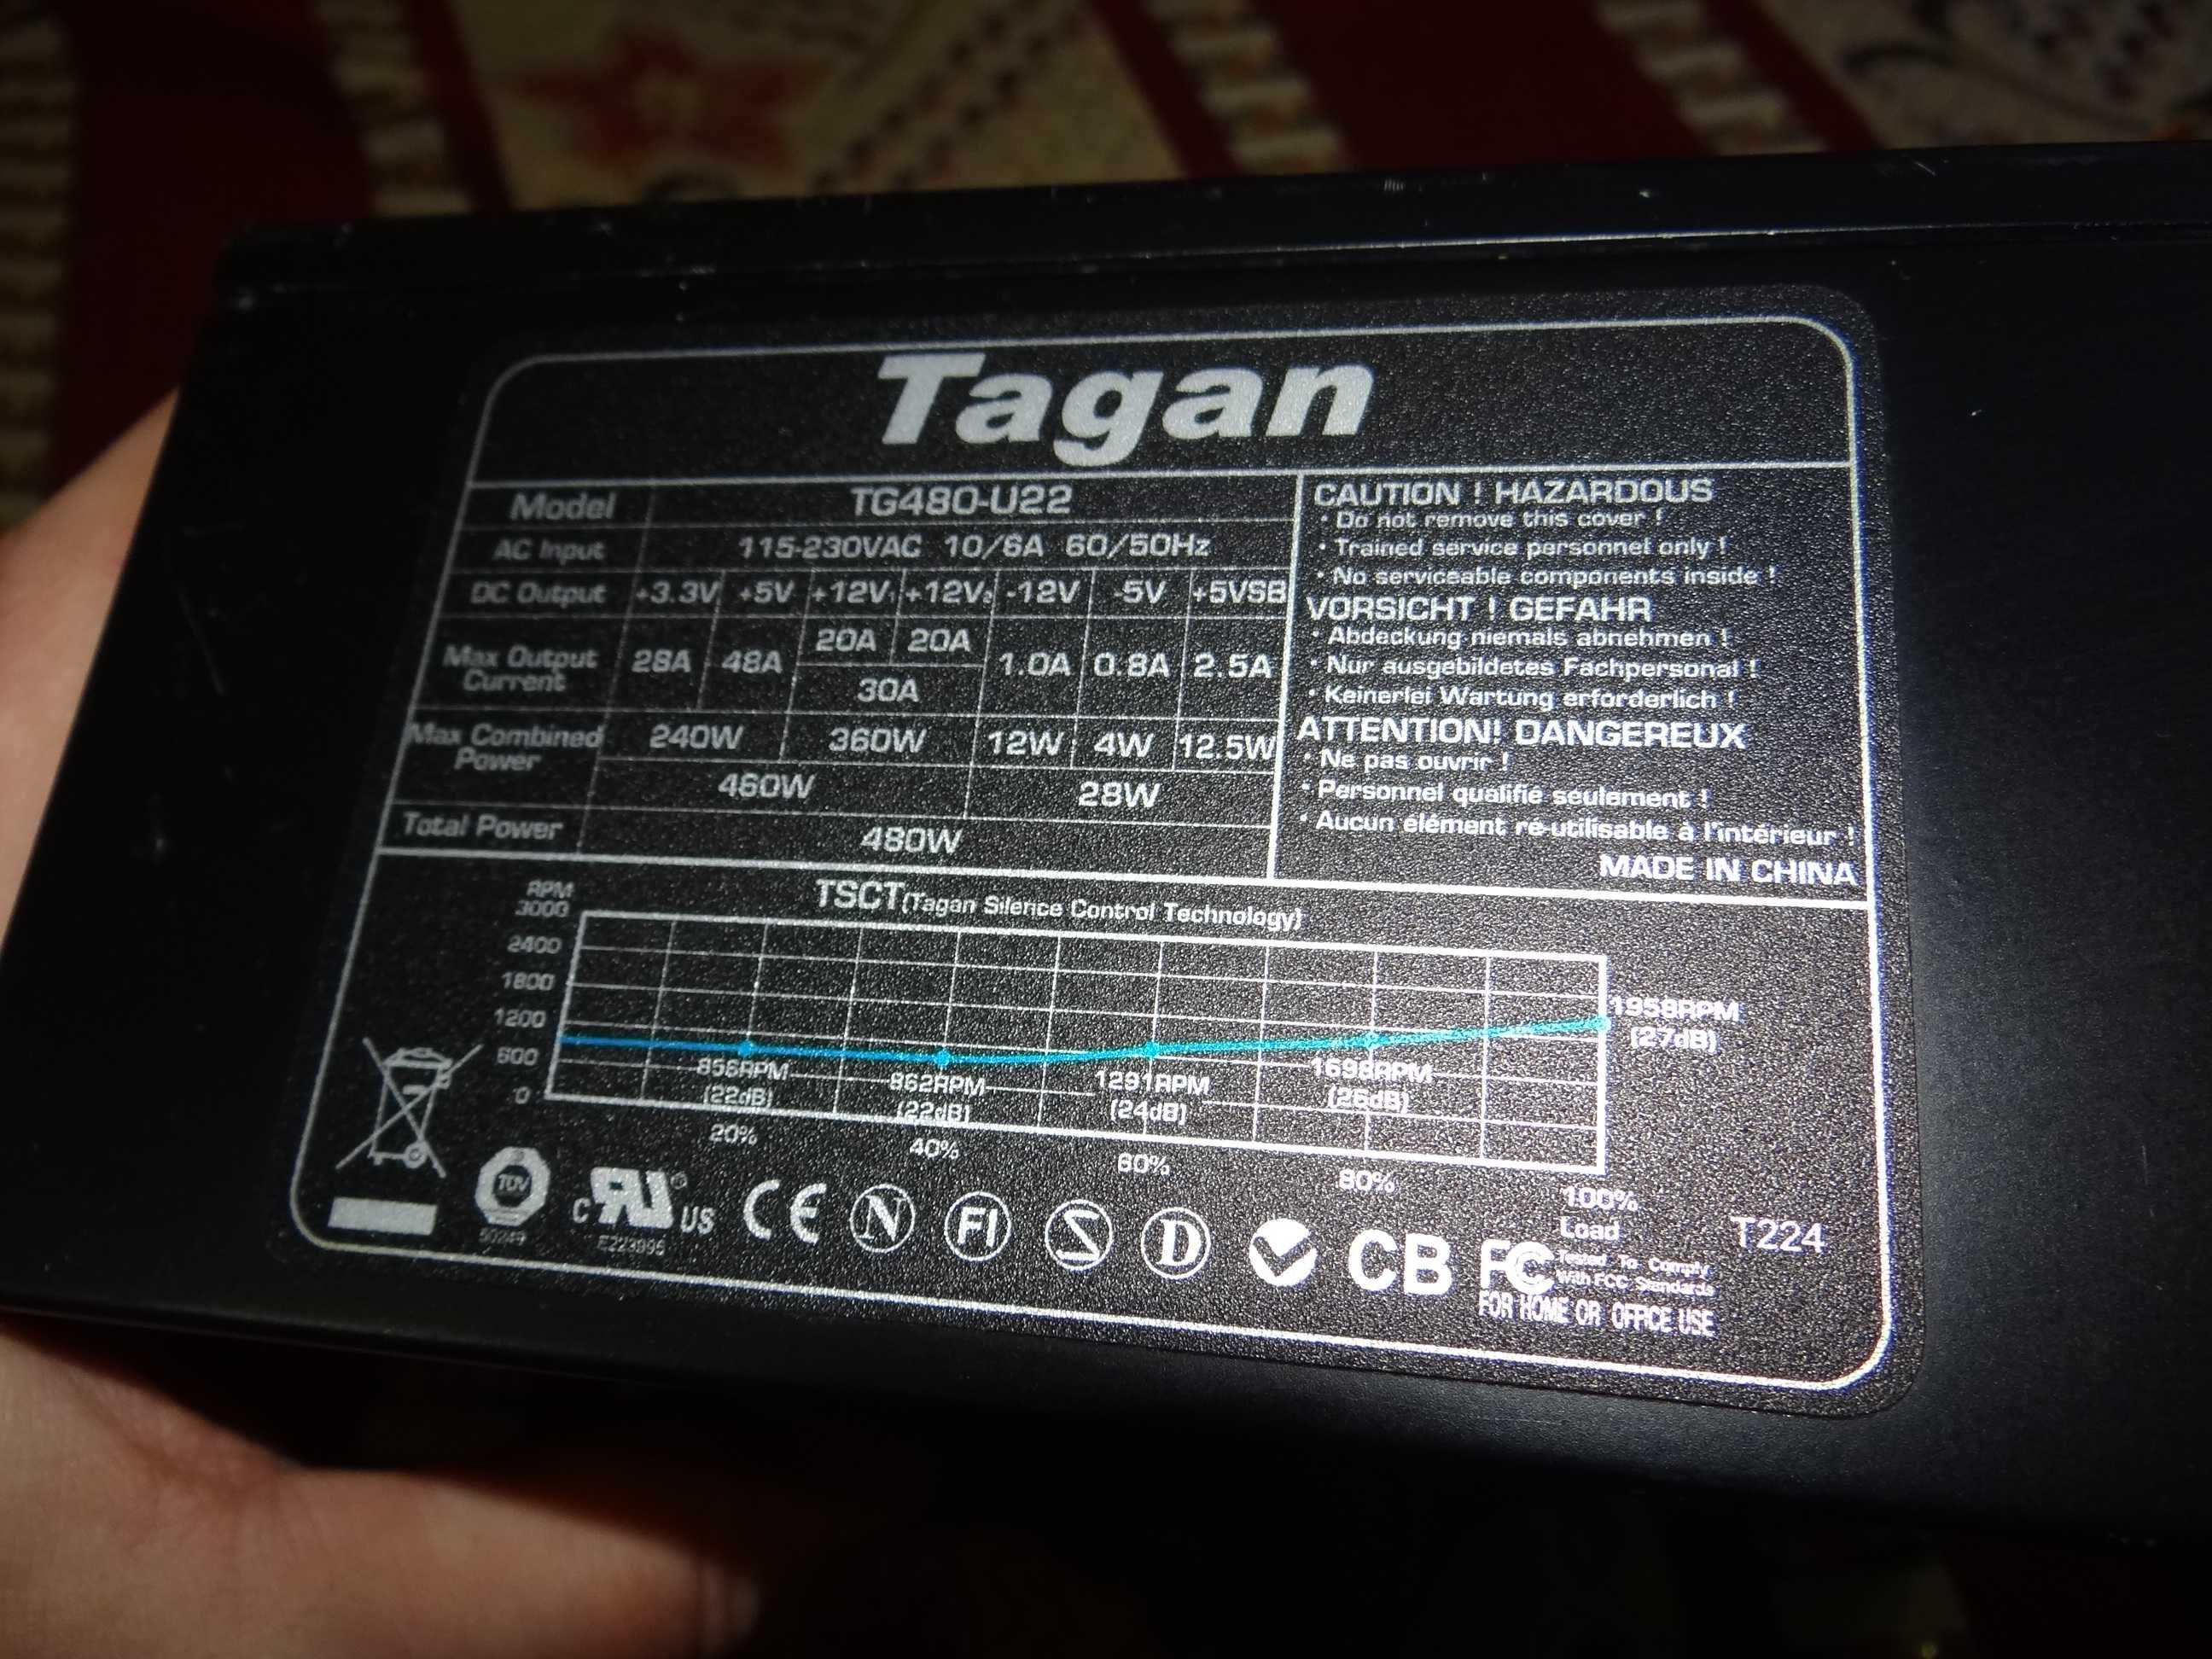 Tagan
Model TG480-U22
AC Input 115-230VAC 10/6A 60/50Hz
DC Output +3.3V +5V +12V₁ +12V₂ -12V -5V +5VSB
Max Output Current 28A 48A 20A 20A 1.0A 0.8A 2.5A
30A
Max Combined Power 240W 360W 12W 4W 12.5W
460W 28W
Total Power 480W
CAUTION ! HAZARDOUS
· Do not remove this cover !
· Trained service personnel only !
· No serviceable components inside !
VORSICHT ! GEFAHR
· Abdeckung niemals abnehmen !
· Nur ausgebildetes Fachpersonal !
· Keinerlei Wartung erforderlich !
ATTENTION! DANGEREUX
· Ne pas ouvrir !
· Personnel qualifié seulement !
· Aucun élément ré-utilisable à l'intérieur !
MADE IN CHINA
TSCT(Tagan Silence Control Technology)
RPM
3000
2400
1800
1200
600
0
858RPM
(22dB)
862RPM
(22dB)
1291RPM
(24dB)
1698RPM
(26dB)
1958RPM
(27dB)
20% 40% 60% 80% 100%
Load
T224
TÜV
c RU US
E223995
CE N FI S D CB FC
Tested To Comply
With FCC Standards
FOR HOME OR OFFICE USE